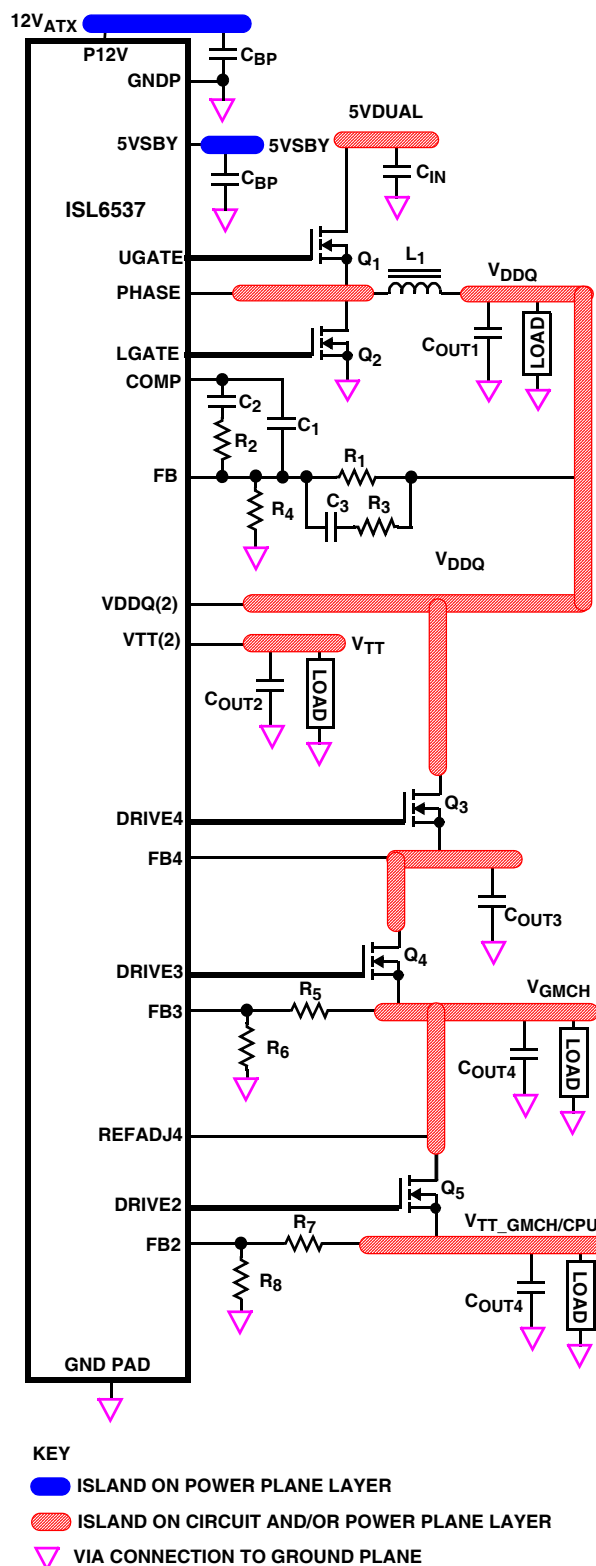 12VATX
P12V
CBP
GNDP
5VSBY
5VSBY
CBP
5VDUAL
CIN
ISL6537
UGATE
Q1
L1
VDDQ
PHASE
COUT1
LOAD
LGATE
Q2
COMP
C2
C1
R2
R1
FB
C3
R3
R4
VDDQ
VDDQ(2)
VTT(2)
VTT
COUT2
LOAD
Q3
DRIVE4
FB4
COUT3
Q4
DRIVE3
R5
VGMCH
FB3
R6
COUT4
LOAD
REFADJ4
Q5
DRIVE2
R7
VTT_GMCH/CPU
FB2
R8
COUT4
LOAD
GND PAD
KEY
ISLAND ON POWER PLANE LAYER
ISLAND ON CIRCUIT AND/OR POWER PLANE LAYER
VIA CONNECTION TO GROUND PLANE